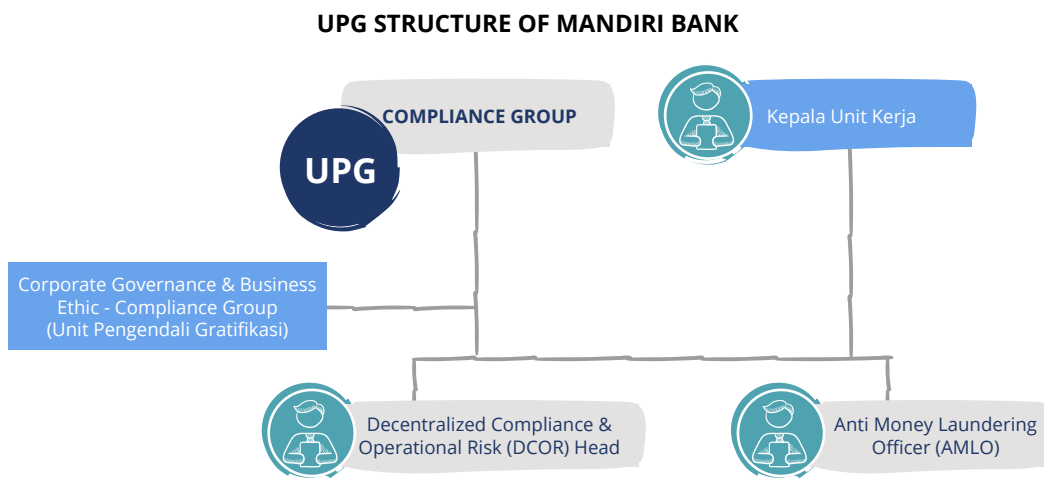 UPG STRUCTURE OF MANDIRI BANK
COMPLIANCE GROUP
UPG
Kepala Unit Kerja
Corporate Governance & Business
Ethic - Compliance Group
(Unit Pengendali Gratifikasi)
Decentralized Compliance &
Operational Risk (DCOR) Head
Anti Money Laundering
Officer (AMLO)